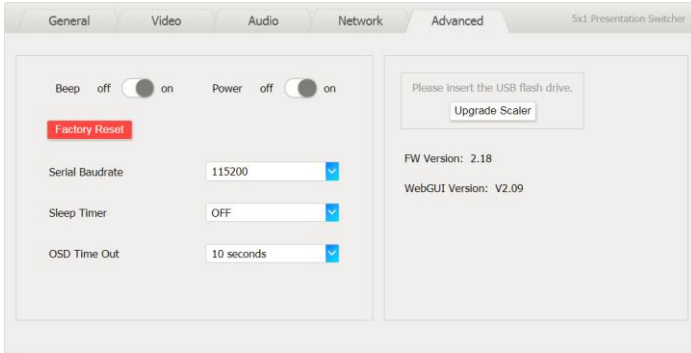 General Video Audio Network Advanced 5x1 Presentation Switcher
Beep off on Power off on
Factory Reset
Serial Baudrate 115200
Sleep Timer OFF
OSD Time Out 10 seconds
Please insert the USB flash drive.
Upgrade Scaler
FW Version: 2.18
WebGUI Version: V2.09